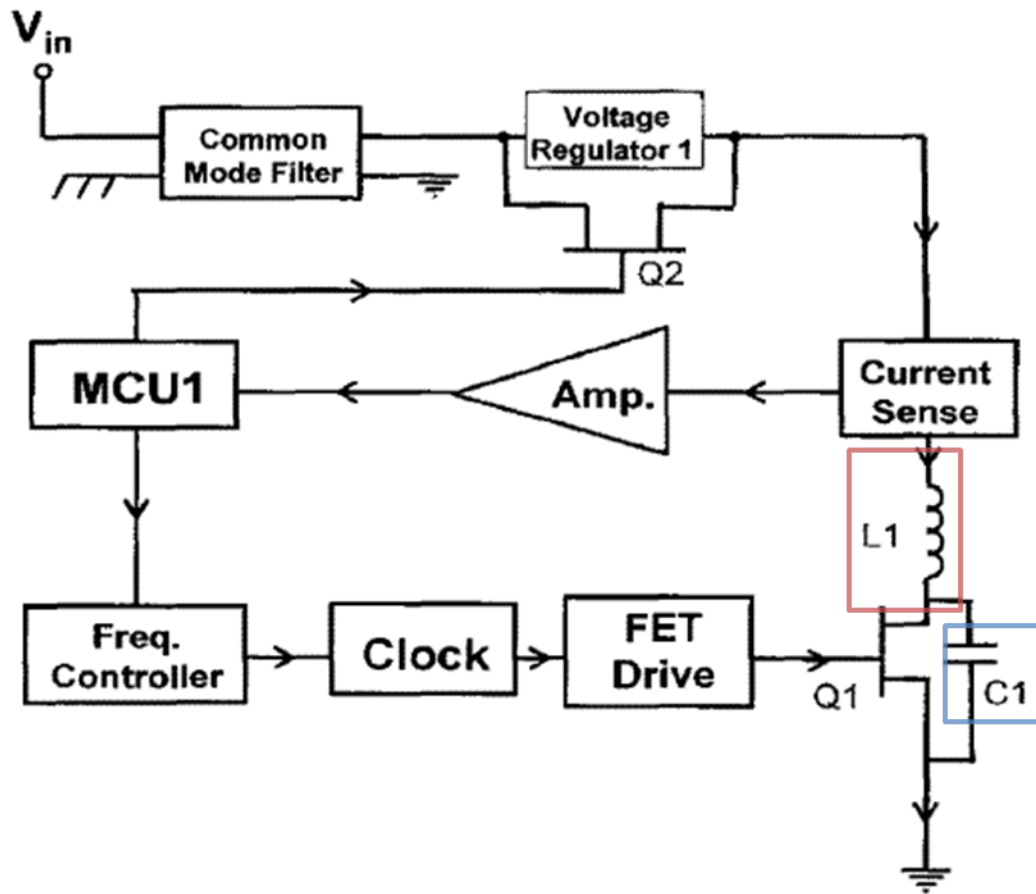 Vin
Common
Mode Filter
Voltage
Regulator 1
Q2
MCU1
Amp.
Current
Sense
L1
Freq.
Controller
Clock
FET
Drive
Q1
C1